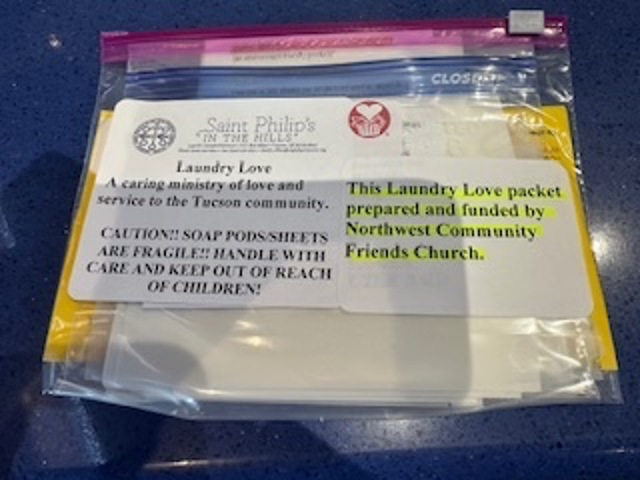 CLOSED
Saint Philip's
IN THE HILLS
Laundry Love
A caring ministry of love and
service to the Tucson community.
CAUTION!! SOAP PODS/SHEETS
ARE FRAGILE!! HANDLE WITH
CARE AND KEEP OUT OF REACH
OF CHILDREN!
This Laundry Love packet
prepared and funded by
Northwest Community
Friends Church.